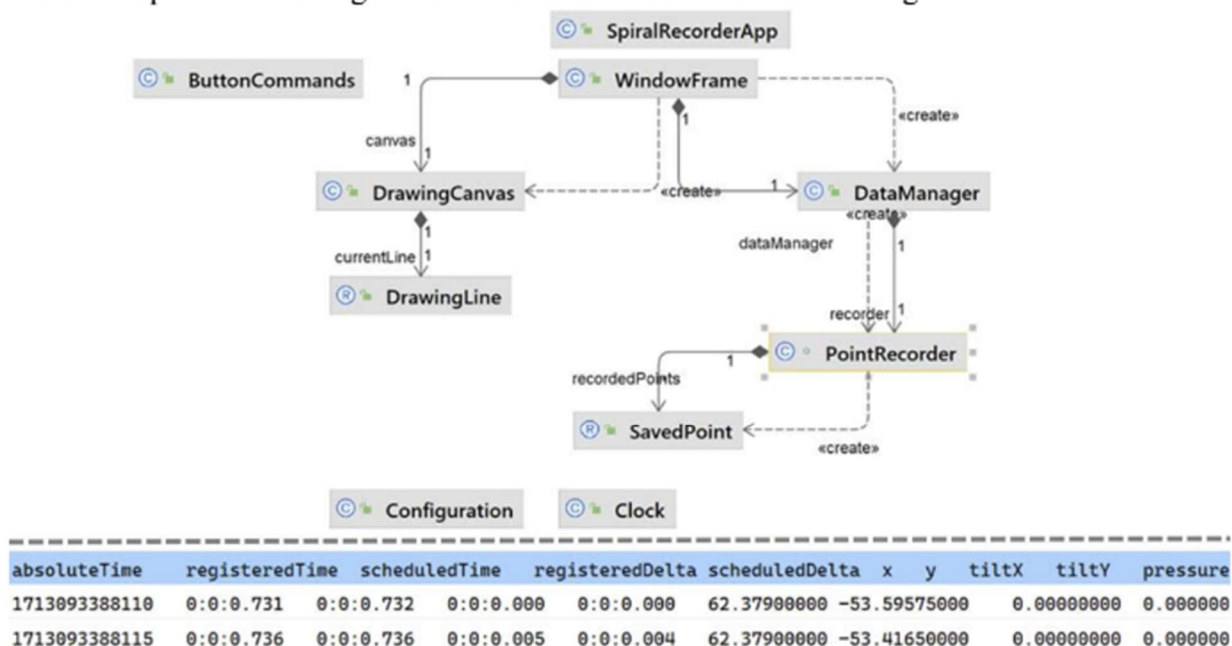 SpiralRecorderApp
ButtonCommands
1
WindowFrame
1
«create»
canvas
1
DrawingCanvas
«create»
1
DataManager
«create»
1
dataManager
1
currentLine
1
DrawingLine
recorder
1
PointRecorder
1
recordedPoints
SavedPoint
«create»
Configuration
Clock
absoluteTime registeredTime scheduledTime registeredDelta scheduledDelta x y tiltX tiltY pressure
1713093388110 0:0:0.731 0:0:0.732 0:0:0.000 0:0:0.000 62.37900000 -53.59575000 0.00000000 0.000000
1713093388115 0:0:0.736 0:0:0.736 0:0:0.005 0:0:0.004 62.37900000 -53.41650000 0.00000000 0.000000